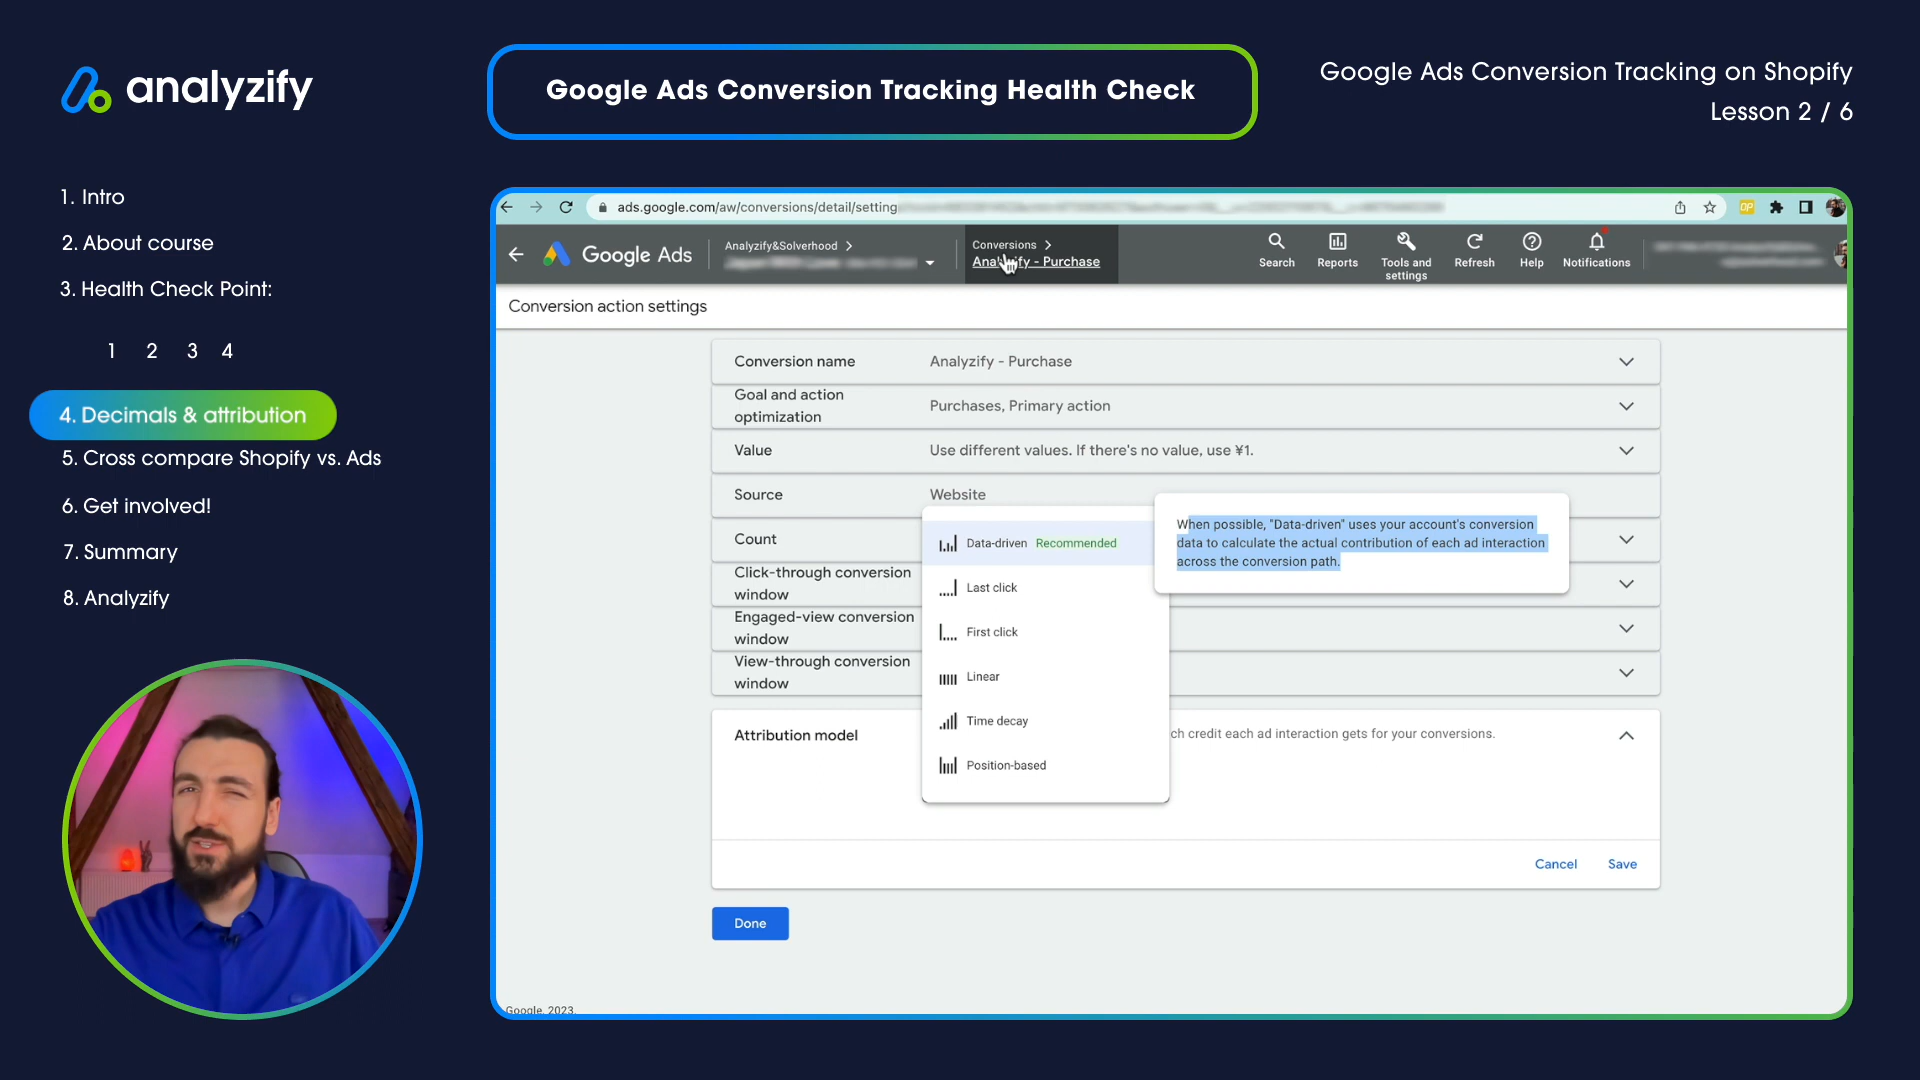 analyzify
Google Ads Conversion Tracking Health Check
Google Ads Conversion Tracking on Shopify
Lesson 2 / 6
1. Intro
2. About course
3. Health Check Point:
1 2 3 4
4. Decimals & attribution
5. Cross compare Shopify vs. Ads
6. Get involved!
7. Summary
8. Analyzify
ads.google.com/aw/conversions/detail/setting
OP
Google Ads
Analyzify&Solverhood
Conversions
Analyzify - Purchase
Search
Reports
Tools and
settings
Refresh
Help
Notifications
Conversion action settings
Conversion name
Analyzify - Purchase
Goal and action
optimization
Purchases, Primary action
Value
Use different values. If there's no value, use ¥1.
Source
Website
Count
Click-through conversion
window
Engaged-view conversion
window
View-through conversion
window
Data-driven Recommended
Last click
First click
Linear
Time decay
Position-based
When possible, "Data-driven" uses your account's conversion
data to calculate the actual contribution of each ad interaction
across the conversion path.
Attribution model
ch credit each ad interaction gets for your conversions.
Cancel
Save
Done
Google, 2023.